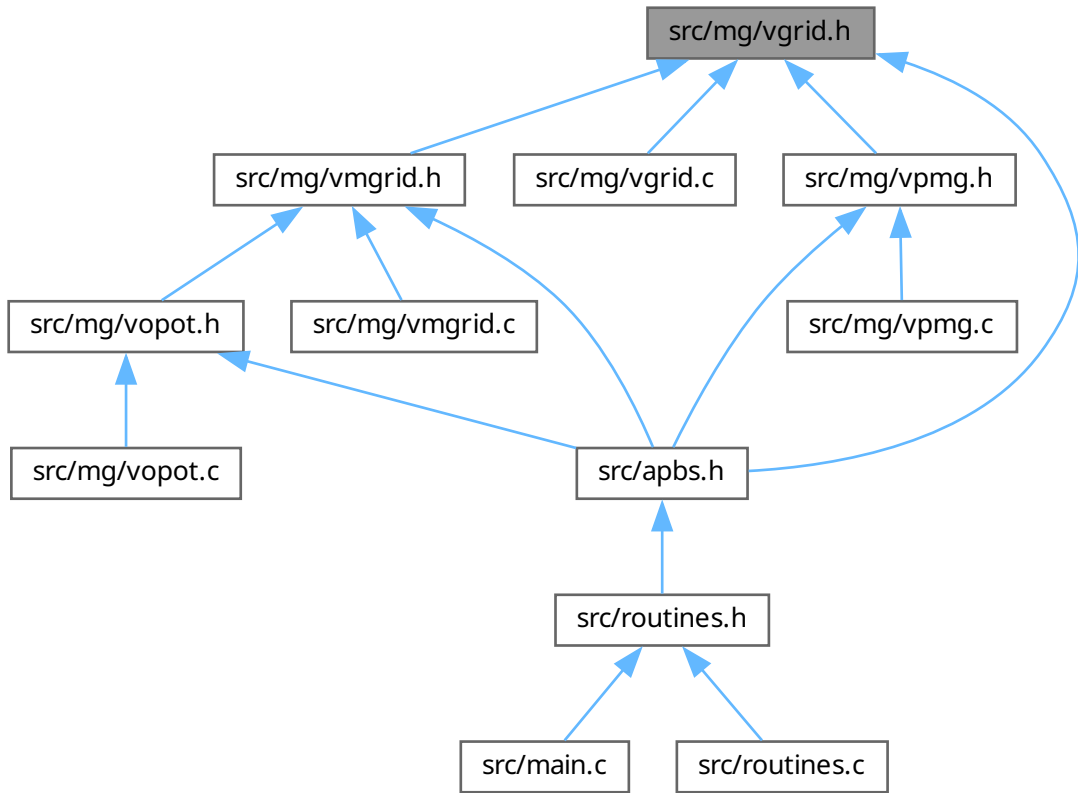 src/mg/vgrid.h
src/mg/vmgrid.h
src/mg/vgrid.c
src/mg/vpmg.h
src/mg/vopot.h
src/mg/vmgrid.c
src/mg/vpmg.c
src/mg/vopot.c
src/apbs.h
src/routines.h
src/main.c
src/routines.c